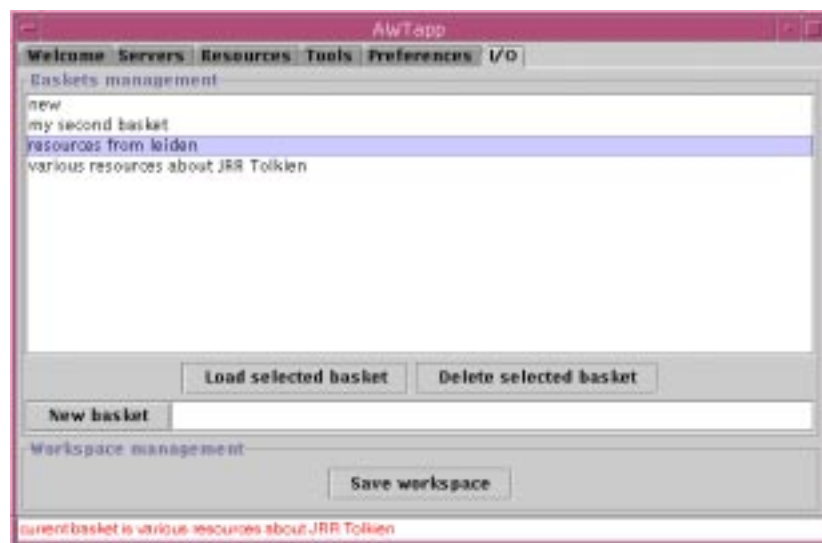 AWTapp
Welcome Servers Resources Tools Preferences I/O
Baskets management
new
my second basket
resources from leiden
various resources about JRR Tolkien
Load selected basket Delete selected basket
New basket
Workspace management
Save workspace
current basket is various resources about JRR Tolkien